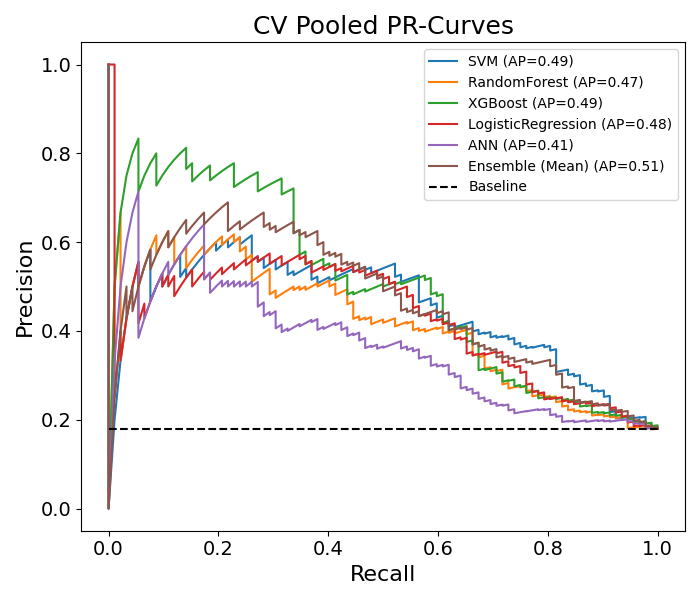 CV Pooled PR-Curves
SVM (AP=0.49)
RandomForest (AP=0.47)
XGBoost (AP=0.49)
LogisticRegression (AP=0.48)
ANN (AP=0.41)
Ensemble (Mean) (AP=0.51)
Baseline
Precision
1.0
0.8
0.6
0.4
0.2
0.0
0.0 0.2 0.4 0.6 0.8 1.0
Recall